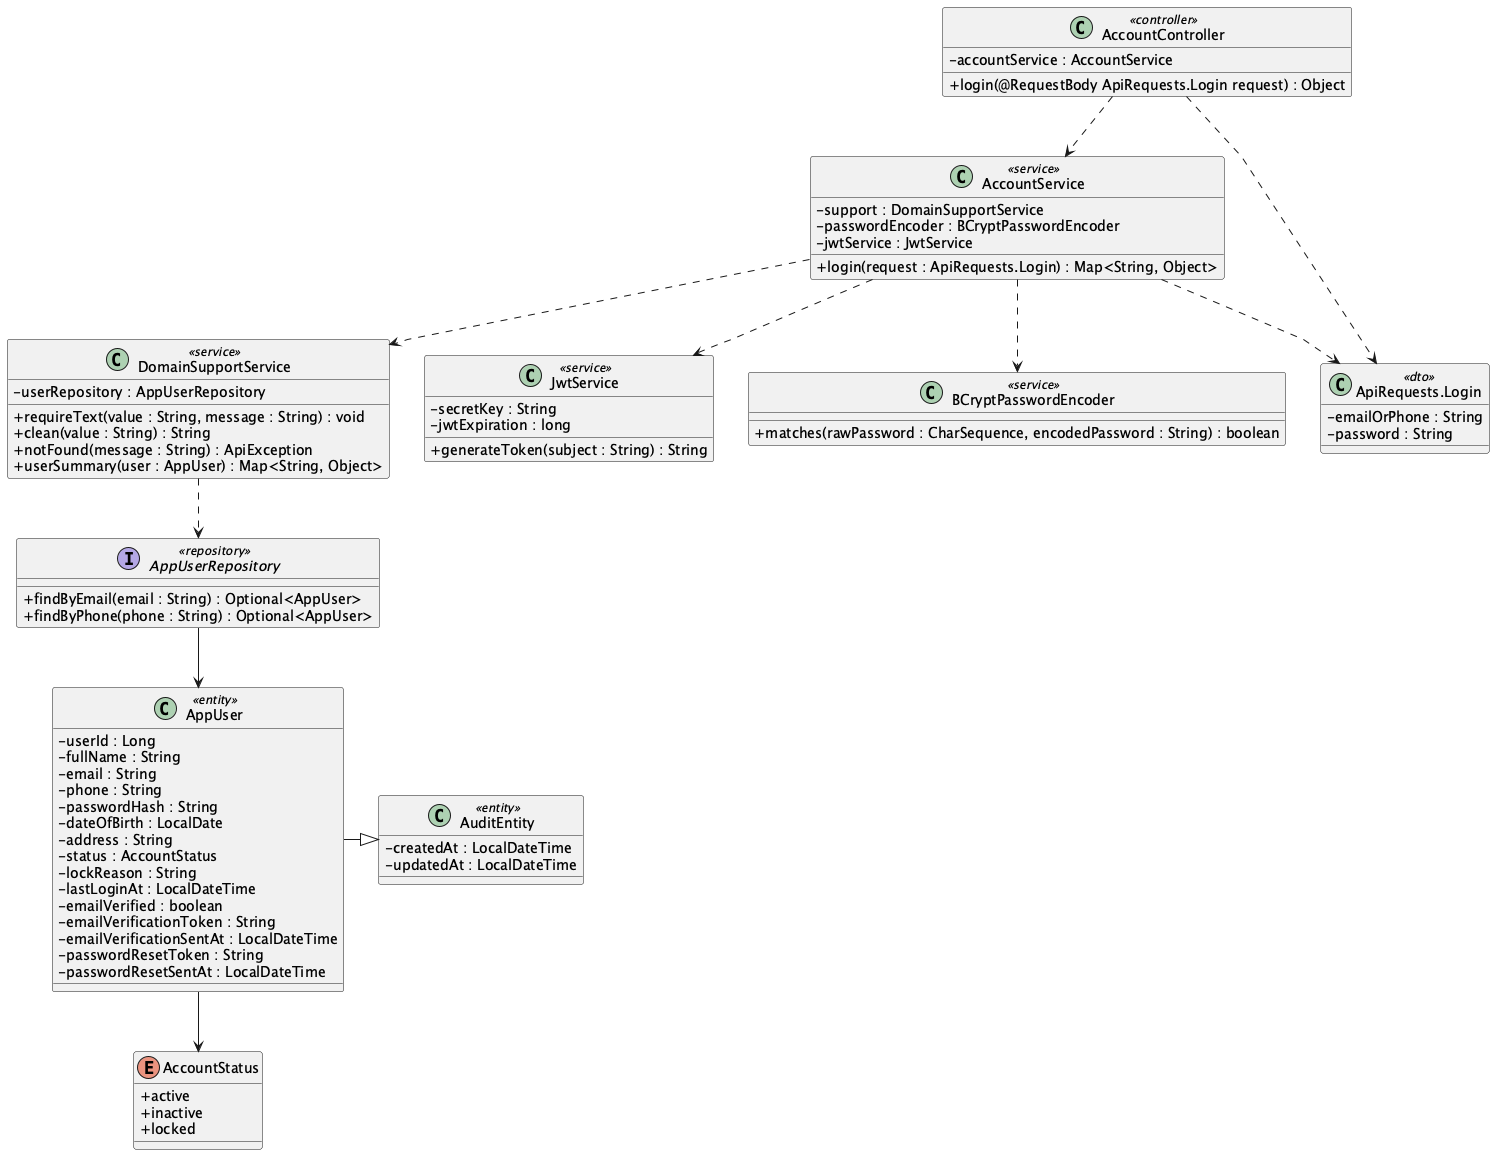 C
«controller»
AccountController
-accountService : AccountService
+login(@RequestBody ApiRequests.Login request) : Object
C
«service»
AccountService
-support : DomainSupportService
-passwordEncoder : BCryptPasswordEncoder
-jwtService : JwtService
+login(request : ApiRequests.Login) : Map<String, Object>
C
«service»
DomainSupportService
-userRepository : AppUserRepository
+requireText(value : String, message : String) : void
+clean(value : String) : String
+notFound(message : String) : ApiException
+userSummary(user : AppUser) : Map<String, Object>
C
«service»
JwtService
-secretKey : String
-jwtExpiration : long
+generateToken(subject : String) : String
C
«service»
BCryptPasswordEncoder
+matches(rawPassword : CharSequence, encodedPassword : String) : boolean
C
«dto»
ApiRequests.Login
-emailOrPhone : String
-password : String
I
«repository»
AppUserRepository
+findByEmail(email : String) : Optional<AppUser>
+findByPhone(phone : String) : Optional<AppUser>
C
«entity»
AppUser
-userId : Long
-fullName : String
-email : String
-phone : String
-passwordHash : String
-dateOfBirth : LocalDate
-address : String
-status : AccountStatus
-lockReason : String
-lastLoginAt : LocalDateTime
-emailVerified : boolean
-emailVerificationToken : String
-emailVerificationSentAt : LocalDateTime
-passwordResetToken : String
-passwordResetSentAt : LocalDateTime
C
«entity»
AuditEntity
-createdAt : LocalDateTime
-updatedAt : LocalDateTime
E
AccountStatus
+active
+inactive
+locked